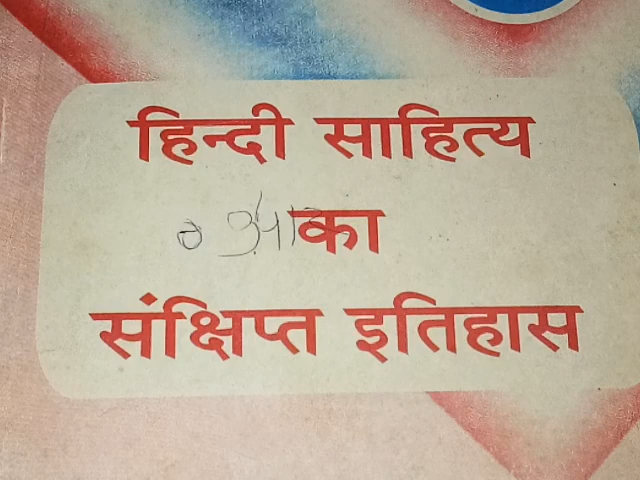 हिन्दी साहित्य
का
संक्षिप्त इतिहास